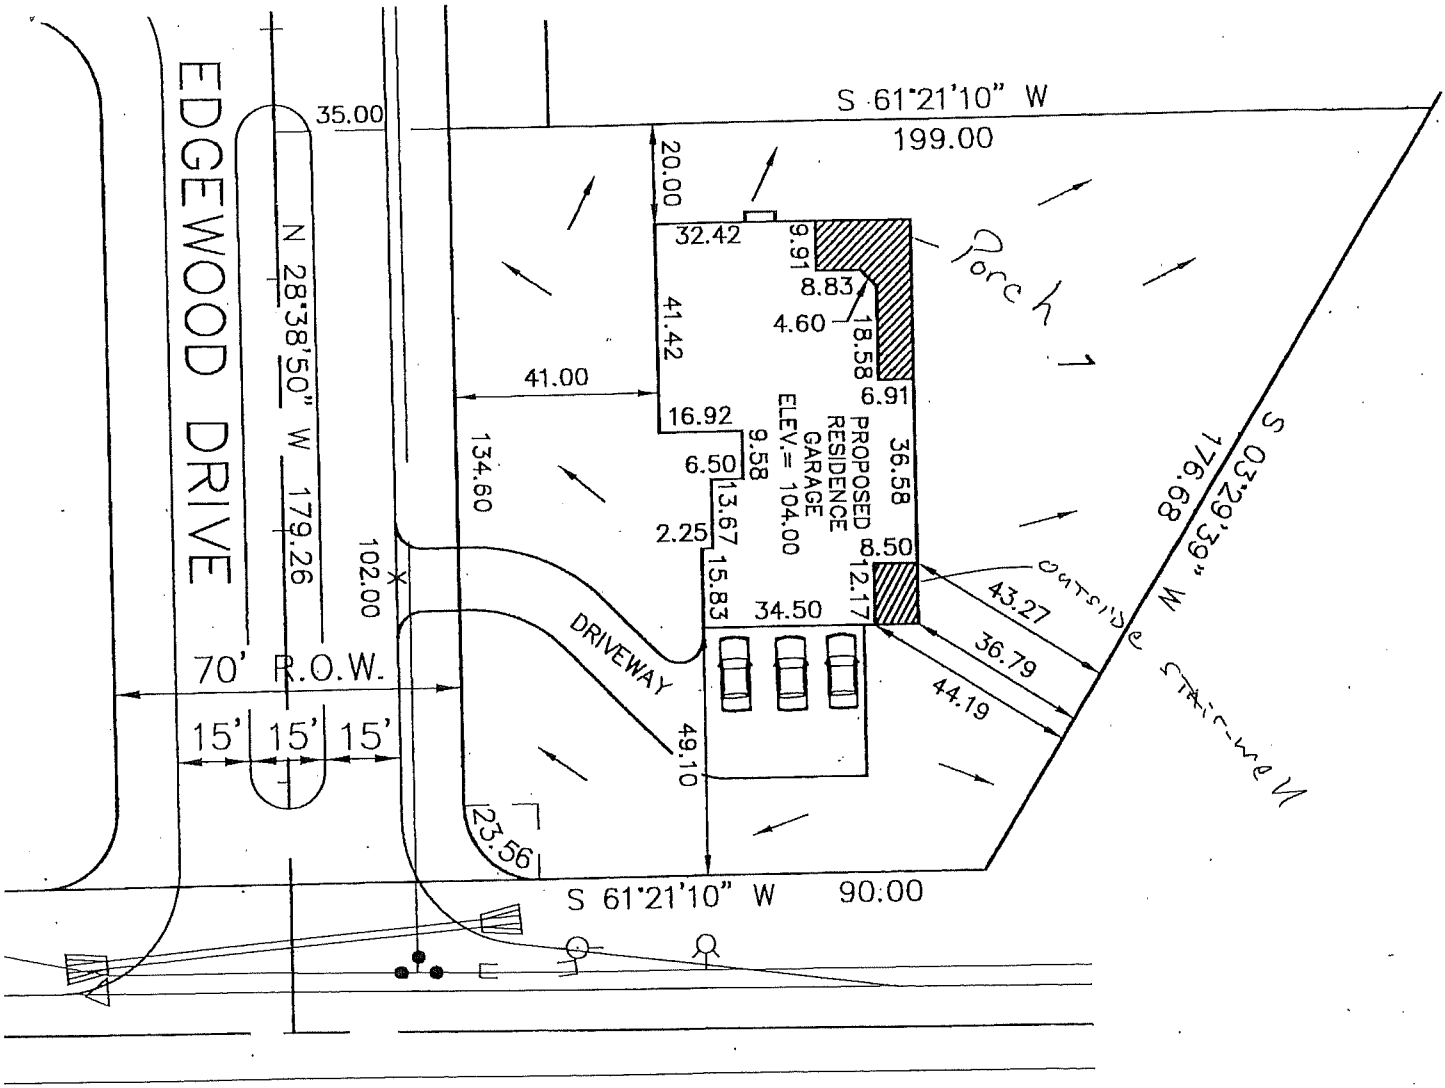 S 61°21'10" W
199.00
35.00
EDGEWOOD DRIVE
N 28°38'50" W 179.26
20.00
32.42
9.91
8.83
4.60
18.58
6.91
Porch
41.42
41.00
16.92
9.58
6.50
13.67
2.25
15.83
134.60
102.00
X
PROPOSED
RESIDENCE
GARAGE
ELEV.= 104.00
36.58
8.50
12.17
34.50
outside stairwell
43.27
36.79
44.19
S 03°29'39" W
176.68
DRIVEWAY
49.10
70' R.O.W.
15' 15' 15'
23.56
S 61°21'10" W 90.00